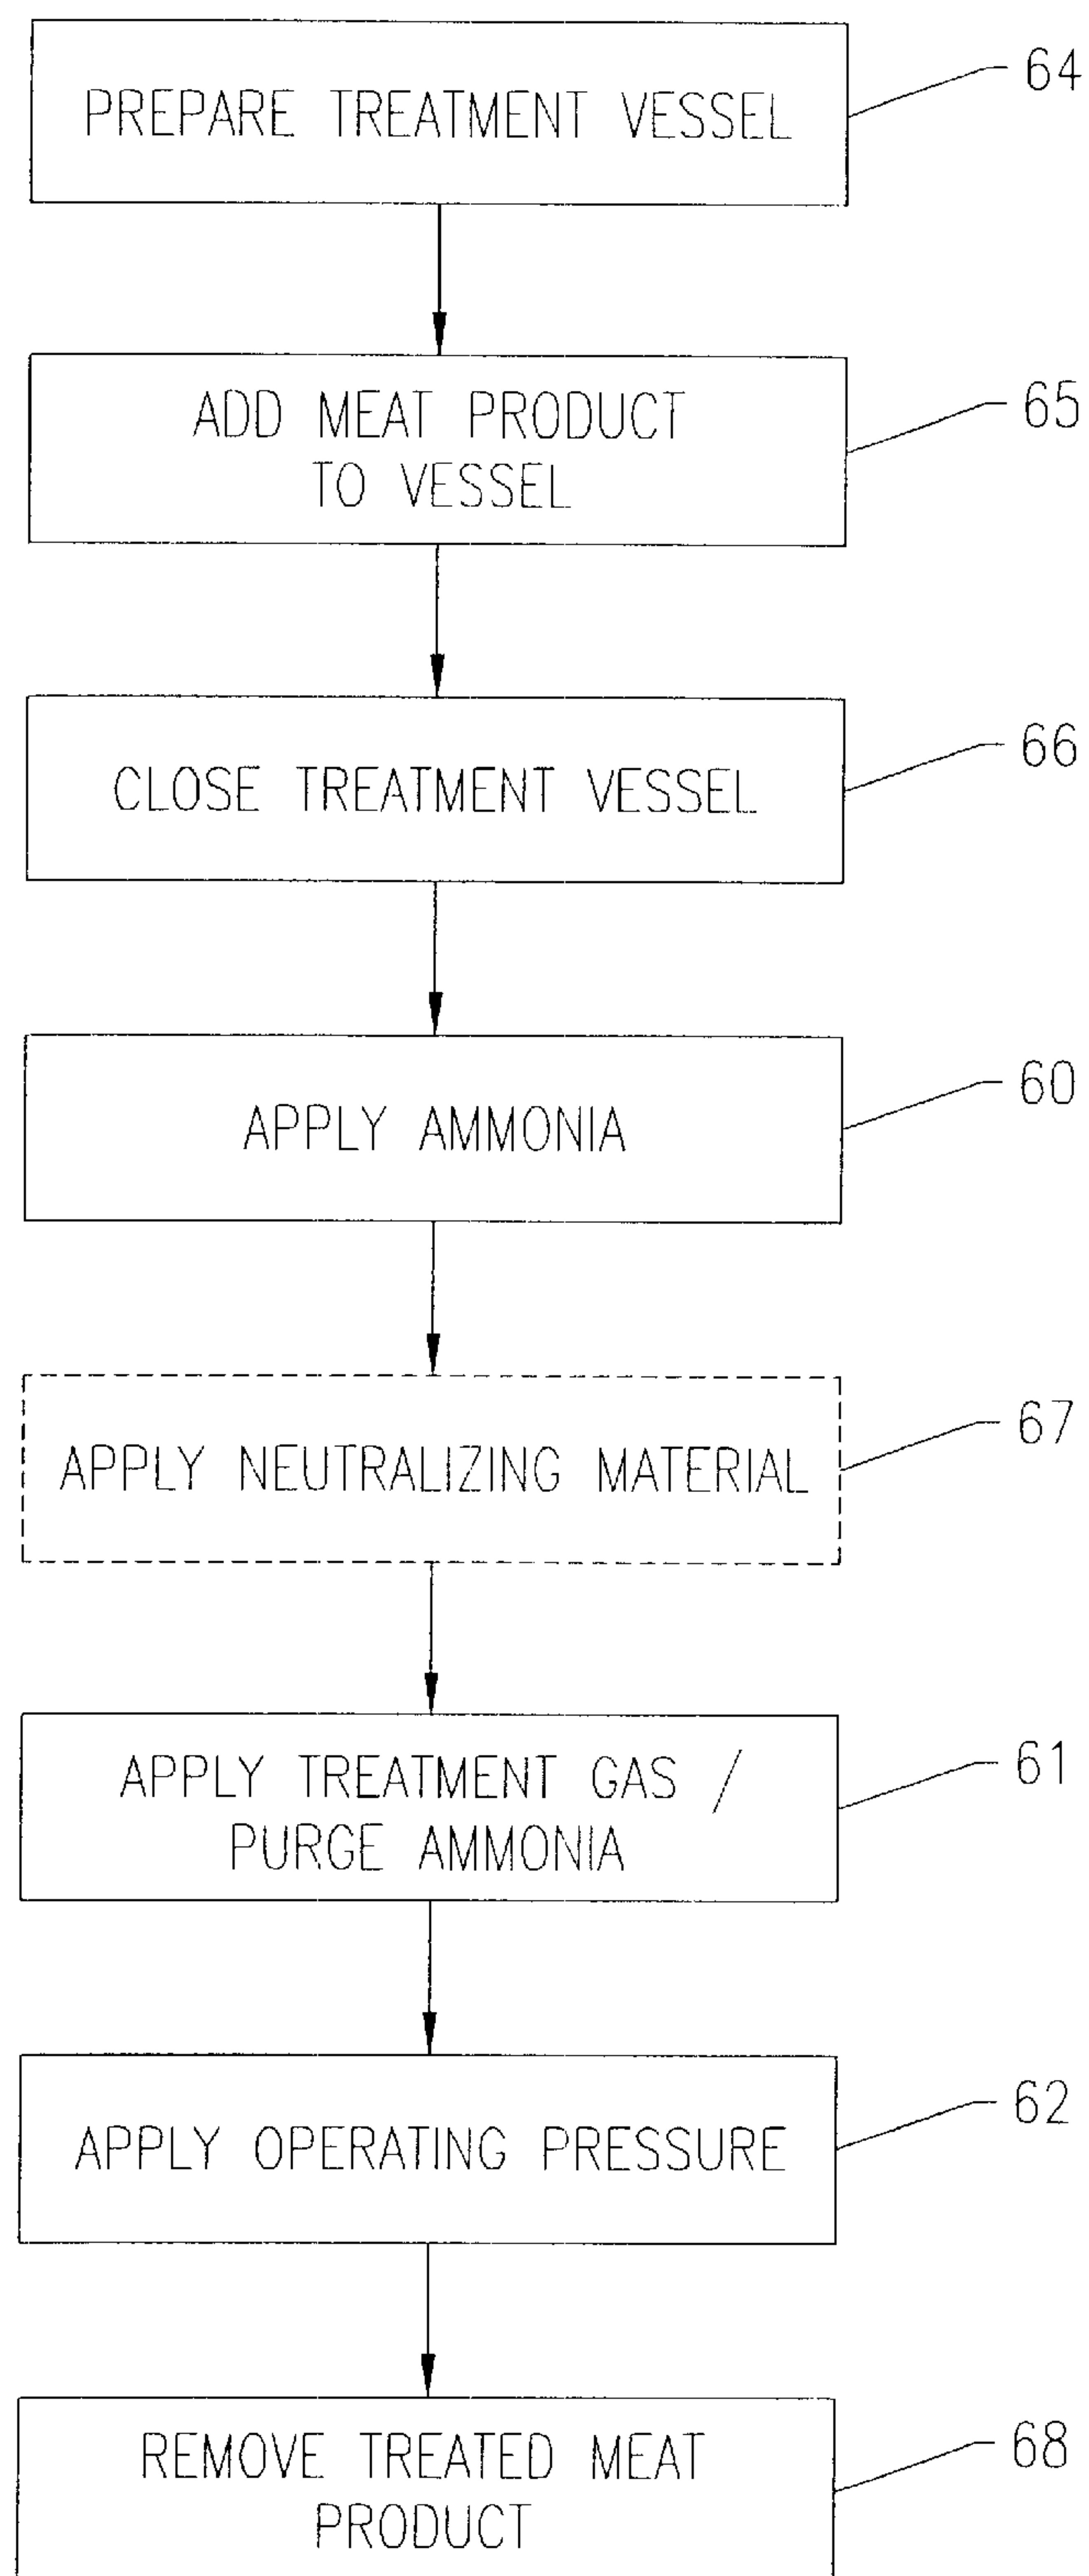 64
PREPARE TREATMENT VESSEL
65
ADD MEAT PRODUCT
TO VESSEL
66
CLOSE TREATMENT VESSEL
60
APPLY AMMONIA
67
APPLY NEUTRALIZING MATERIAL
61
APPLY TREATMENT GAS /
PURGE AMMONIA
62
APPLY OPERATING PRESSURE
68
REMOVE TREATED MEAT
PRODUCT